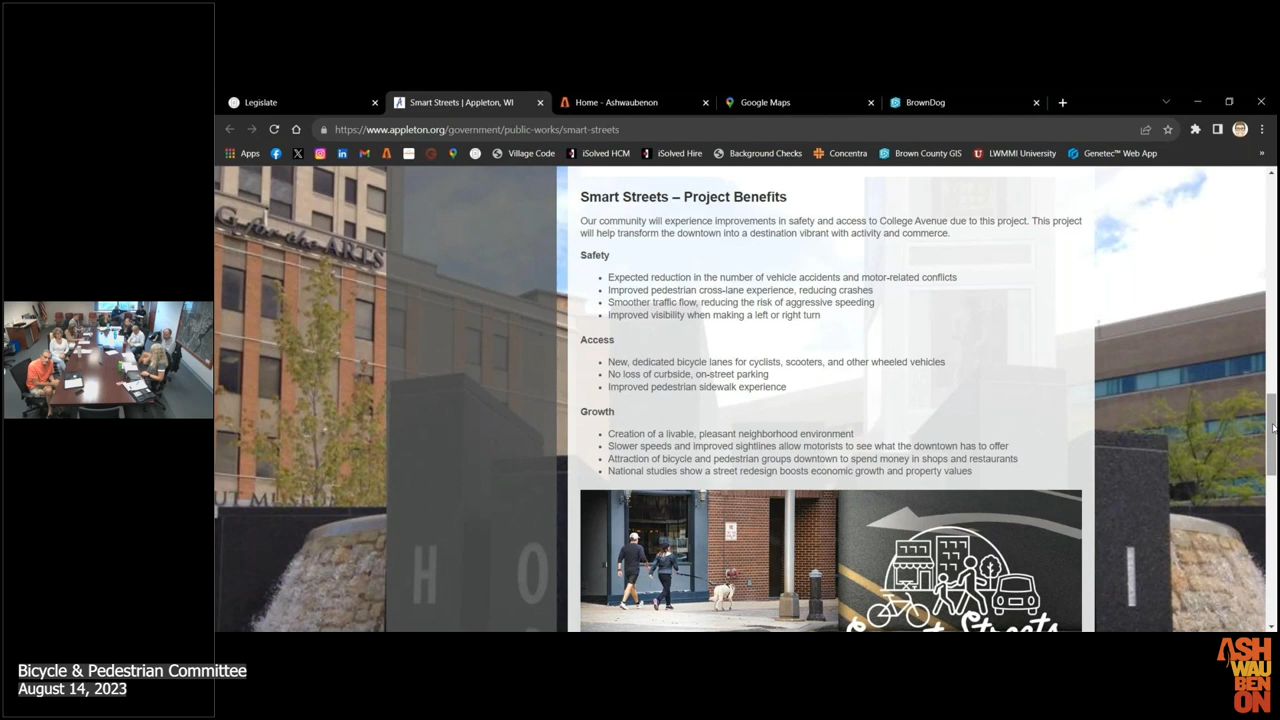 Legislate
Smart Streets | Appleton, WI
Home - Ashwaubenon
Google Maps
BrownDog
https://www.appleton.org/government/public-works/smart-streets
Apps
Village Code
iSolved HCM
iSolved Hire
Background Checks
Concentra
Brown County GIS
LWMMI University
Genetec™ Web App
»
Smart Streets – Project Benefits
Our community will experience improvements in safety and access to College Avenue due to this project. This project
will help transform the downtown into a destination vibrant with activity and commerce.
Safety
• Expected reduction in the number of vehicle accidents and motor-related conflicts
• Improved pedestrian cross-lane experience, reducing crashes
• Smoother traffic flow, reducing the risk of aggressive speeding
• Improved visibility when making a left or right turn
Access
• New, dedicated bicycle lanes for cyclists, scooters, and other wheeled vehicles
• No loss of curbside, on-street parking
• Improved pedestrian sidewalk experience
Growth
• Creation of a livable, pleasant neighborhood environment
• Slower speeds and improved sightlines allow motorists to see what the downtown has to offer
• Attraction of bicycle and pedestrian groups downtown to spend money in shops and restaurants
• National studies show a street redesign boosts economic growth and property values
G for the ARTS
UT MUSEUM
H O
Smart Streets
Bicycle & Pedestrian Committee
August 14, 2023
ASH
WAU
BEN
ON